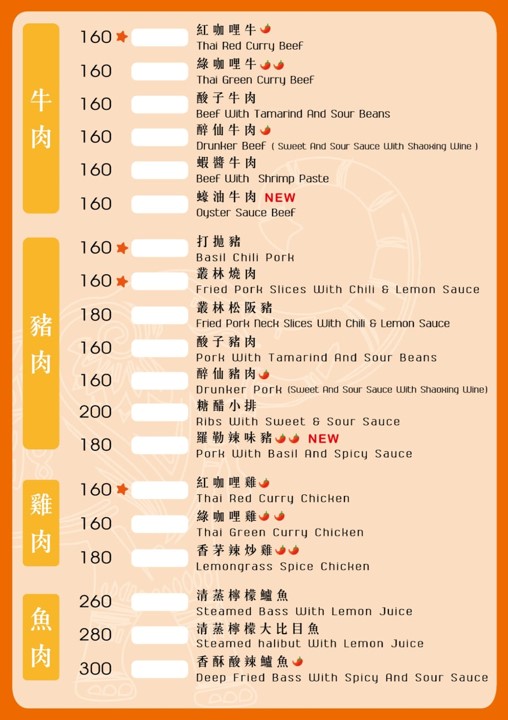 牛肉
160
紅咖哩牛
Thai Red Curry Beef
160
綠咖哩牛
Thai Green Curry Beef
160
酸子牛肉
Beef With Tamarind And Sour Beans
160
醉仙牛肉
Drunker Beef ( Sweet And Sour Sauce With Shaoxing Wine )
160
蝦醬牛肉
Beef With Shrimp Paste
160
蠔油牛肉 NEW
Oyster Sauce Beef
豬肉
160
打拋豬
Basil Chili Pork
160
叢林燒肉
Fried Pork Slices With Chili & Lemon Sauce
180
叢林松阪豬
Fried Pork Neck Slices With Chili & Lemon Sauce
160
酸子豬肉
Pork With Tamarind And Sour Beans
160
醉仙豬肉
Drunker Pork (Sweet And Sour Sauce With Shaoxing Wine)
200
糖醋小排
Ribs With Sweet & Sour Sauce
180
羅勒辣味豬 NEW
Pork With Basil And Spicy Sauce
雞肉
160
紅咖哩雞
Thai Red Curry Chicken
160
綠咖哩雞
Thai Green Curry Chicken
180
香茅辣炒雞
Lemongrass Spice Chicken
魚肉
260
清蒸檸檬鱸魚
Steamed Bass With Lemon Juice
280
清蒸檸檬大比目魚
Steamed halibut With Lemon Juice
300
香酥酸辣鱸魚
Deep Fried Bass With Spicy And Sour Sauce